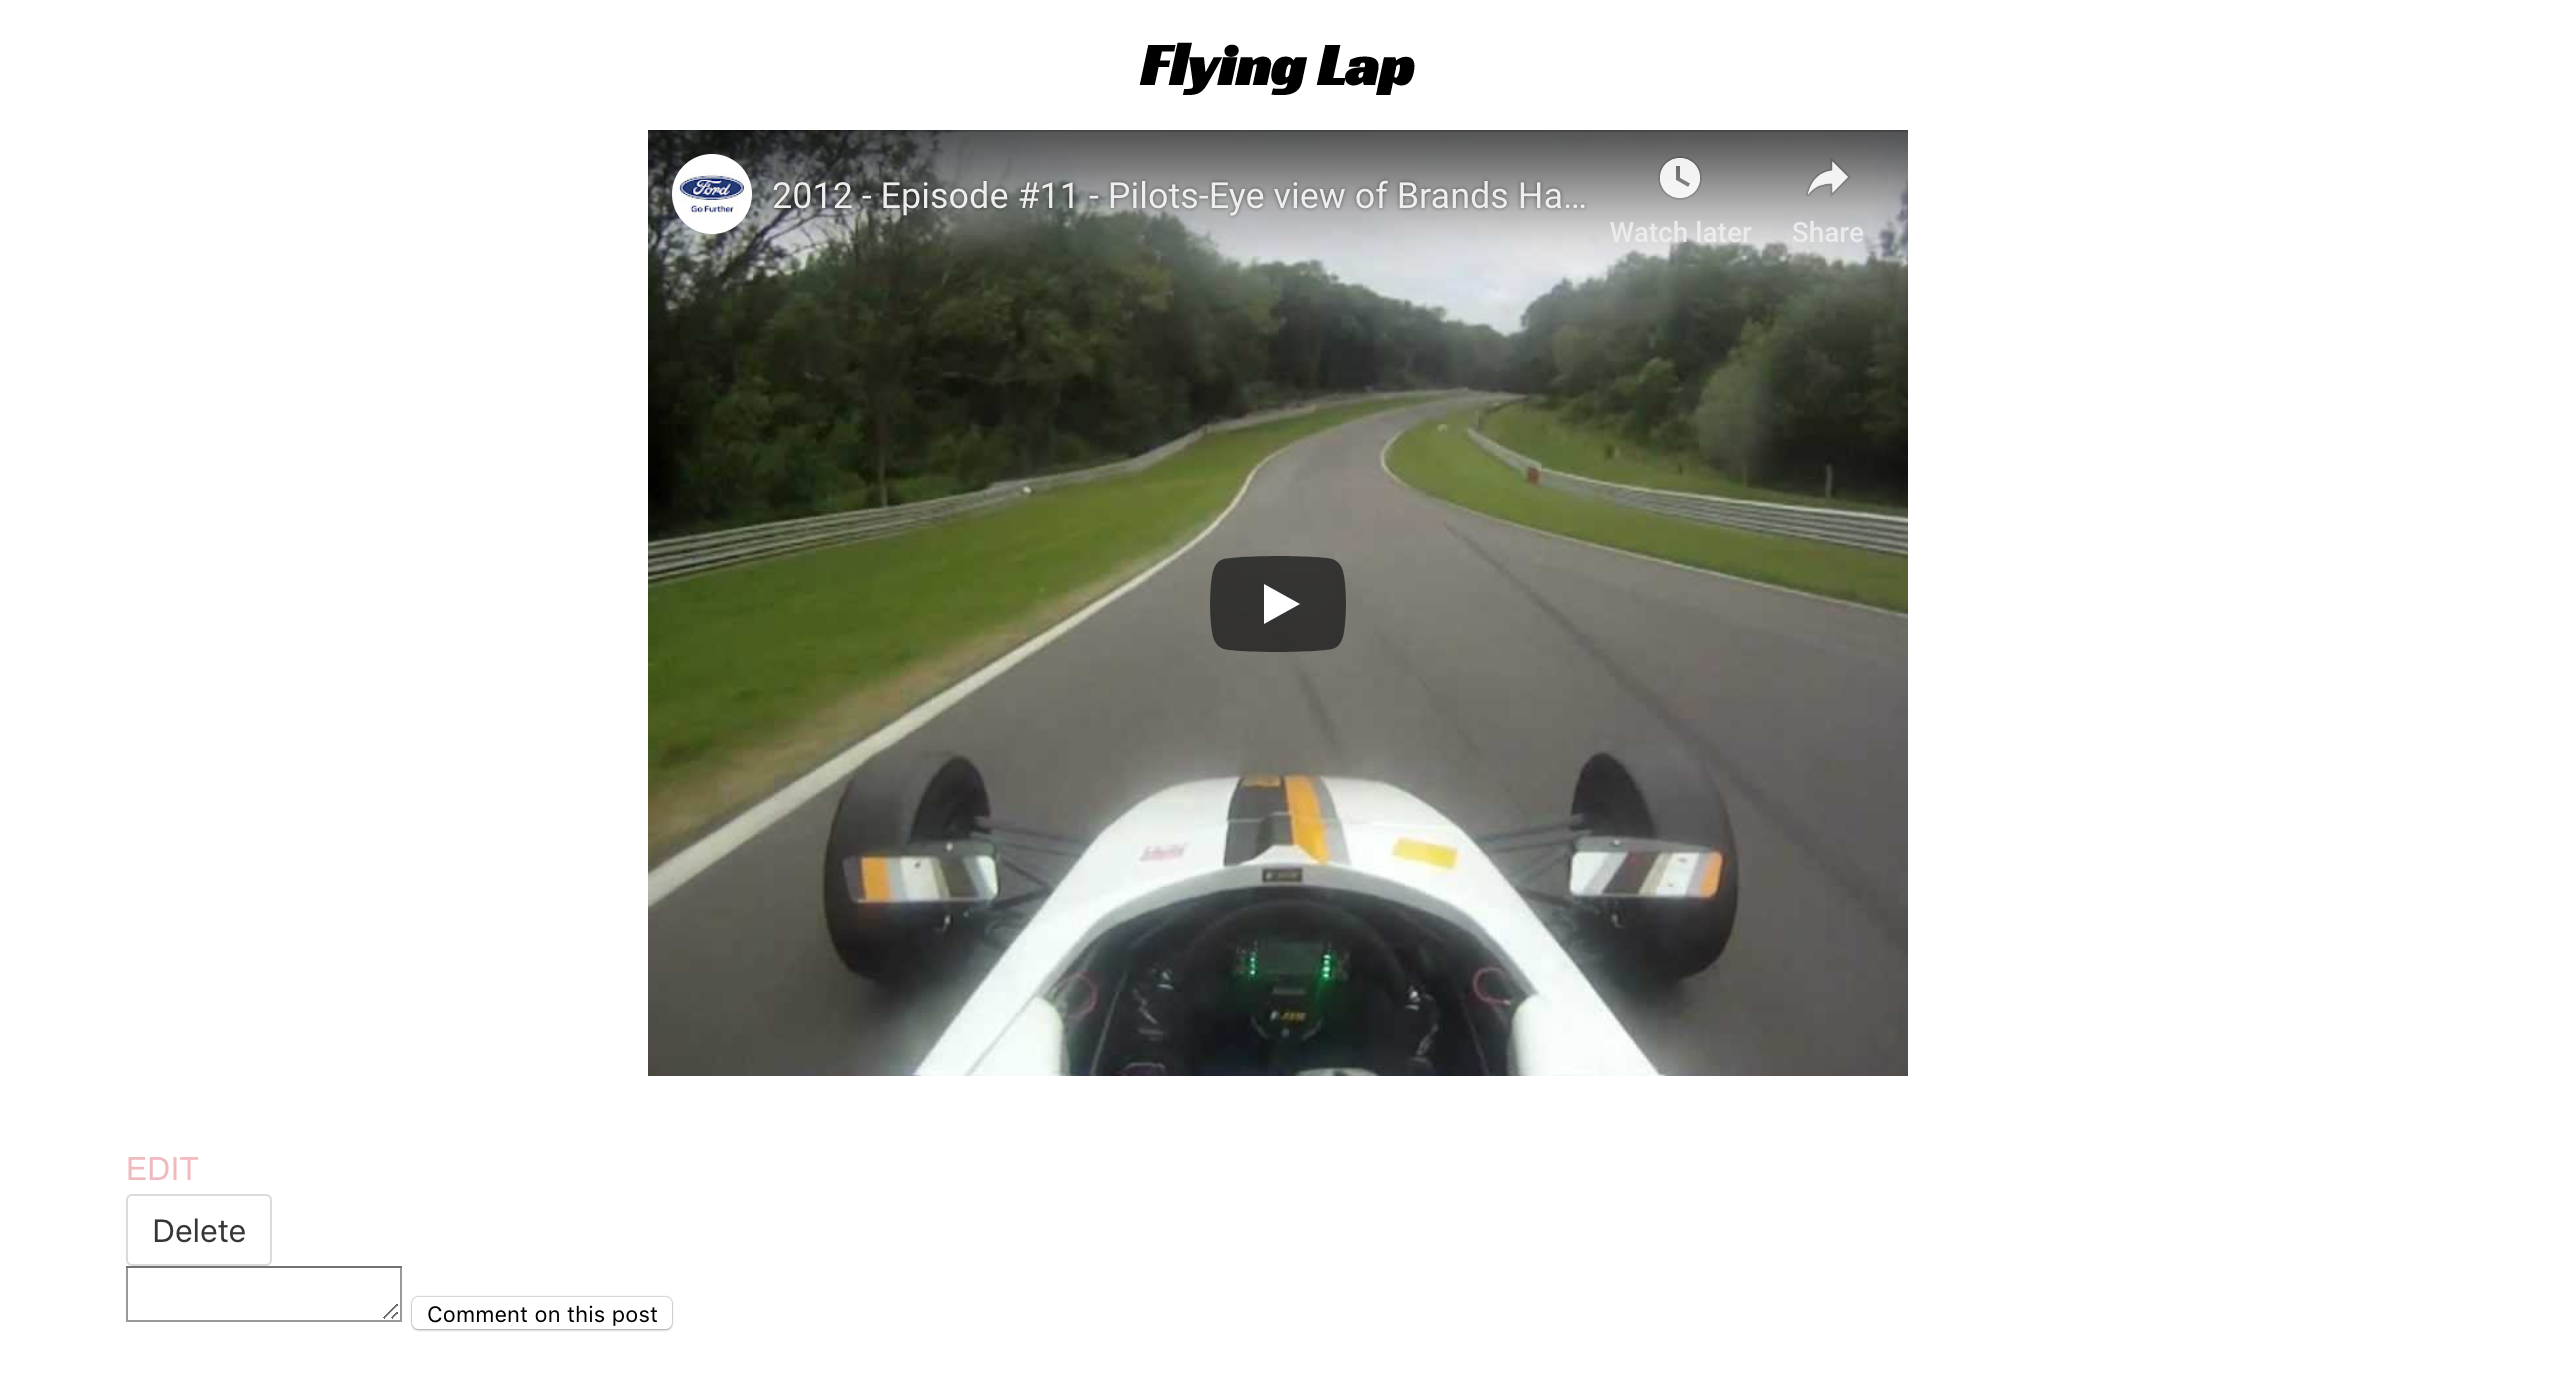 Flying Lap
Ford
Go Further
2012 - Episode #11 - Pilots-Eye view of Brands Ha...
Watch later
Share
EDIT
Delete
Comment on this post